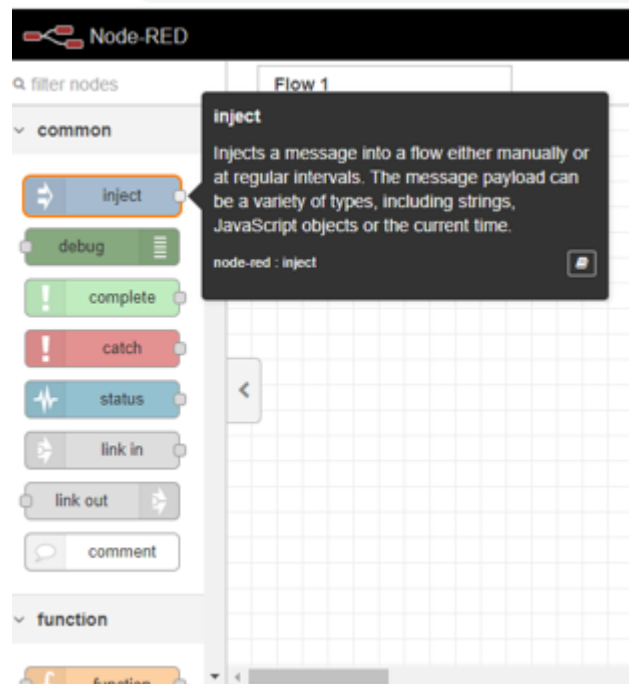 Node-RED
filter nodes
Flow 1
common
inject
Injects a message into a flow either manually or
at regular intervals. The message payload can
be a variety of types, including strings,
JavaScript objects or the current time.
node-red : inject
inject
debug
complete
catch
status
link in
link out
comment
function
function